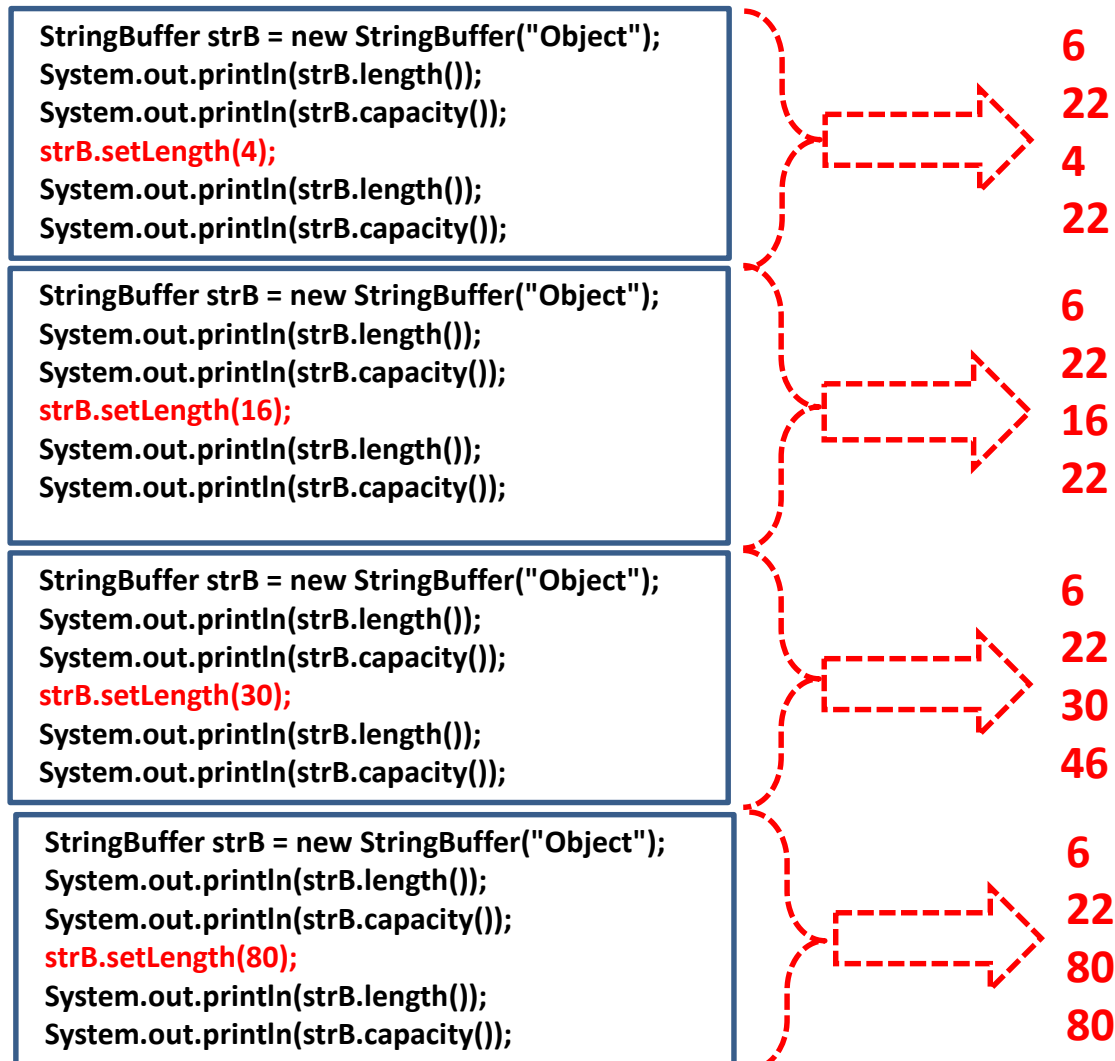 StringBuffer strB = new StringBuffer("Object");
System.out.println(strB.length());
System.out.println(strB.capacity());
strB.setLength(4);
System.out.println(strB.length());
System.out.println(strB.capacity());
6
22
4
22
StringBuffer strB = new StringBuffer("Object");
System.out.println(strB.length());
System.out.println(strB.capacity());
strB.setLength(16);
System.out.println(strB.length());
System.out.println(strB.capacity());
6
22
16
22
StringBuffer strB = new StringBuffer("Object");
System.out.println(strB.length());
System.out.println(strB.capacity());
strB.setLength(30);
System.out.println(strB.length());
System.out.println(strB.capacity());
6
22
30
46
StringBuffer strB = new StringBuffer("Object");
System.out.println(strB.length());
System.out.println(strB.capacity());
strB.setLength(80);
System.out.println(strB.length());
System.out.println(strB.capacity());
6
22
80
80